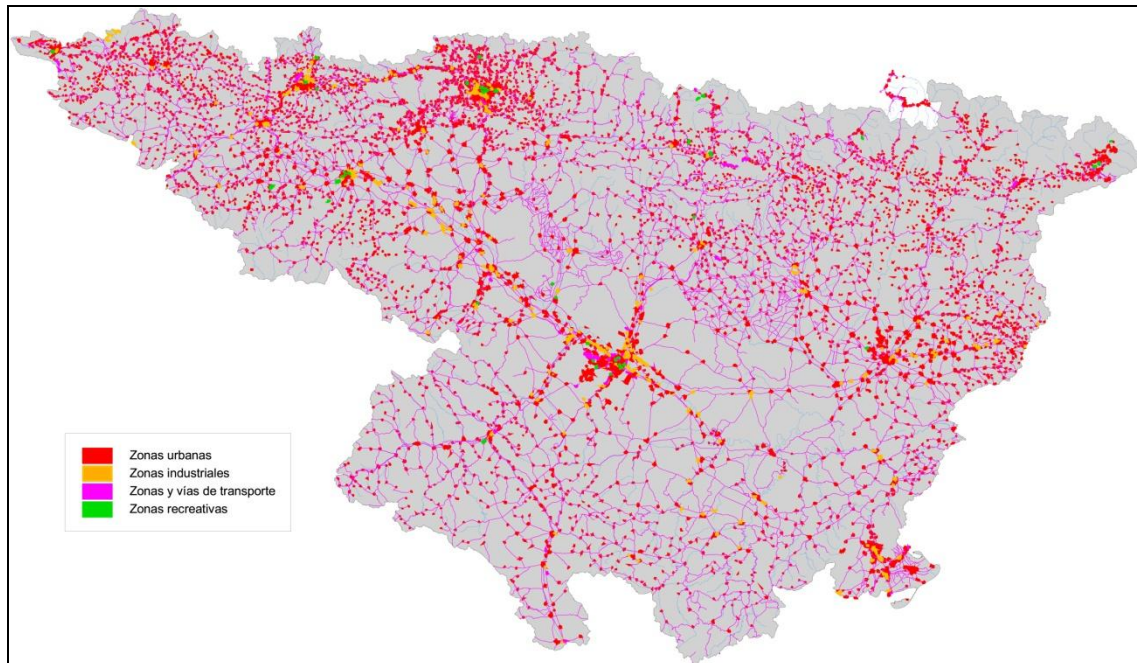 Zonas urbanas
Zonas industriales
Zonas y vías de transporte
Zonas recreativas